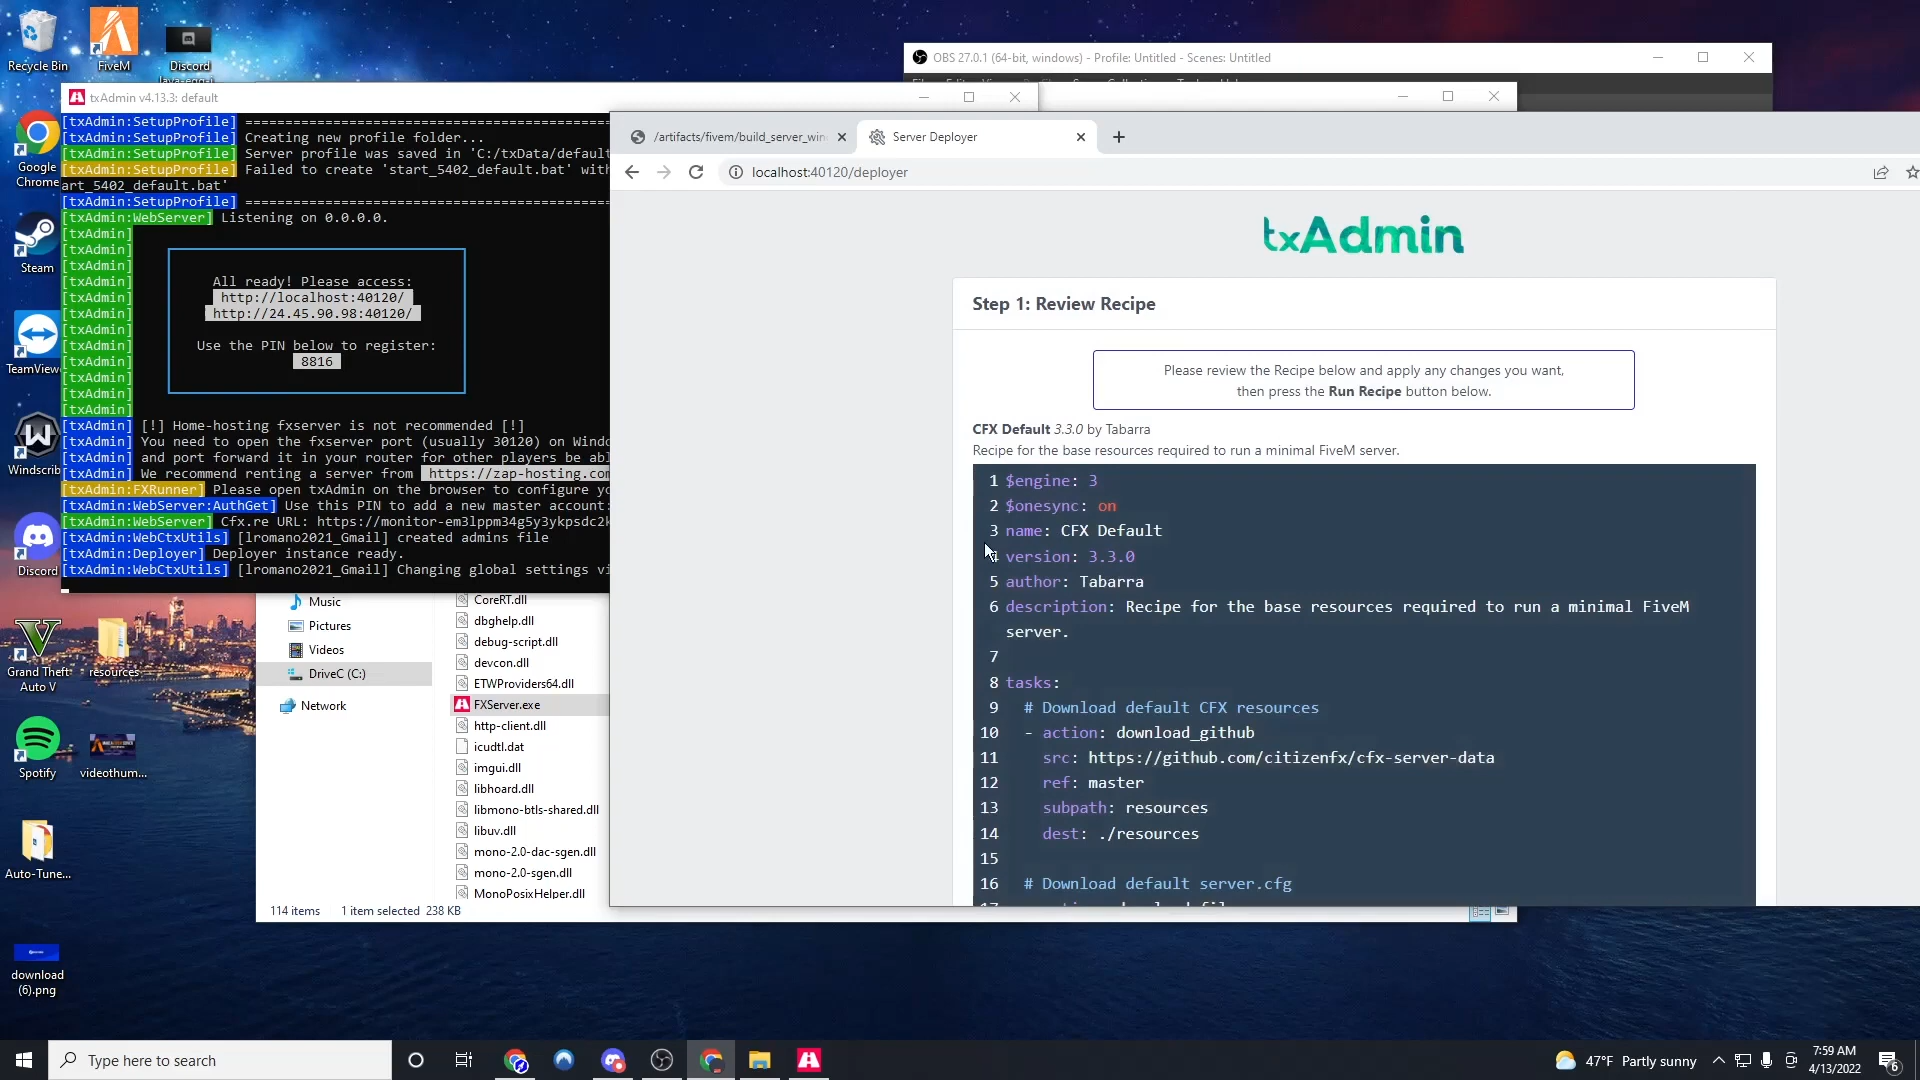 Recycle Bin
FiveM
Discord
Google
Chrome
Steam
TeamViewe
Windscrib
Discord
Grand Theft
Auto V
resources
Spotify
videothum...
Auto-Tune...
download
(6).png
OBS 27.0.1 (64-bit, windows) - Profile: Untitled - Scenes: Untitled
txAdmin v4.13.3: default
[txAdmin:SetupProfile] ==============================================
[txAdmin:SetupProfile] Creating new profile folder...
[txAdmin:SetupProfile] Server profile was saved in 'C:/txData/default
[txAdmin:SetupProfile] Failed to create 'start_5402_default.bat' with
art_5402_default.bat'
[txAdmin:SetupProfile] ==============================================
[txAdmin:WebServer] Listening on 0.0.0.0.
[txAdmin]
[txAdmin]
[txAdmin]
[txAdmin] All ready! Please access:
[txAdmin] http://localhost:40120/
[txAdmin] http://24.45.90.98:40120/
[txAdmin]
[txAdmin] Use the PIN below to register:
[txAdmin] 8816
[txAdmin]
[txAdmin]
[txAdmin]
[txAdmin] [!] Home-hosting fxserver is not recommended [!]
[txAdmin] You need to open the fxserver port (usually 30120) on Windo
[txAdmin] and port forward it in your router for other players be abl
[txAdmin] We recommend renting a server from https://zap-hosting.com
[txAdmin:FXRunner] Please open txAdmin on the browser to configure yo
[txAdmin:WebServer:AuthGet] Use this PIN to add a new master account:
[txAdmin:WebServer] Cfx.re URL: https://monitor-em3lppm34g5y3ykpsdc2k
[txAdmin:WebCtxUtils] [lromano2021_Gmail] created admins file
[txAdmin:Deployer] Deployer instance ready.
[txAdmin:WebCtxUtils] [lromano2021_Gmail] Changing global settings vi
Music
Pictures
Videos
DriveC (C:)
Network
CoreRT.dll
dbghelp.dll
debug-script.dll
devcon.dll
ETWProviders64.dll
FXServer.exe
http-client.dll
icudtl.dat
imgui.dll
libhoard.dll
libmono-btls-shared.dll
libuv.dll
mono-2.0-dac-sgen.dll
mono-2.0-sgen.dll
MonoPosixHelper.dll
114 items 1 item selected 238 KB
/artifacts/fivem/build_server_win
Server Deployer
localhost:40120/deployer
txAdmin
Step 1: Review Recipe
Please review the Recipe below and apply any changes you want,
then press the Run Recipe button below.
CFX Default 3.3.0 by Tabarra
Recipe for the base resources required to run a minimal FiveM server.
1 $engine: 3
2 $onesync: on
3 name: CFX Default
4 version: 3.3.0
5 author: Tabarra
6 description: Recipe for the base resources required to run a minimal FiveM
server.
7
8 tasks:
9 # Download default CFX resources
10 - action: download_github
11 src: https://github.com/citizenfx/cfx-server-data
12 ref: master
13 subpath: resources
14 dest: ./resources
15
16 # Download default server.cfg
Type here to search
47°F Partly sunny
7:59 AM
4/13/2022
6